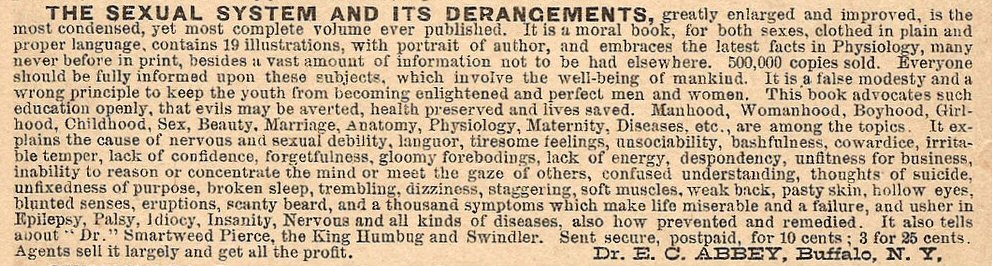 THE SEXUAL SYSTEM AND ITS DERANGEMENTS, greatly enlarged and improved, is the
most condensed, yet most complete volume ever published. It is a moral book, for both sexes, clothed in plain and
proper language, contains 19 illustrations, with portrait of author, and embraces the latest facts in Physiology, many
never before in print, besides a vast amount of information not to be had elsewhere. 500,000 copies sold. Everyone
should be fully informed upon these subjects, which involve the well-being of mankind. It is a false modesty and a
wrong principle to keep the youth from becoming enlightened and perfect men and women. This book advocates such
education openly, that evils may be averted, health preserved and lives saved. Manhood, Womanhood, Boyhood, Girl-
hood, Childhood, Sex, Beauty, Marriage, Anatomy, Physiology, Maternity, Diseases, etc., are among the topics. It ex-
plains the cause of nervous and sexual debility, languor, tiresome feelings, unsociability, bashfulness, cowardice, irrita-
ble temper, lack of confidence, forgetfulness, gloomy forebodings, lack of energy, despondency, unfitness for business,
inability to reason or concentrate the mind or meet the gaze of others, confused understanding, thoughts of suicide,
unfixedness of purpose, broken sleep, trembling, dizziness, staggering, soft muscles, weak back, pasty skin, hollow eyes,
blunted senses, eruptions, scanty beard, and a thousand symptoms which make life miserable and a failure, and usher in
Epilepsy, Palsy, Idiocy, Insanity, Nervous and all kinds of diseases, also how prevented and remedied. It also tells
about "Dr." Smartweed Pierce, the King Humbug and Swindler. Sent secure, postpaid, for 10 cents; 3 for 25 cents.
Agents sell it largely and get all the profit. Dr. E. C. ABBEY, Buffalo, N. Y.